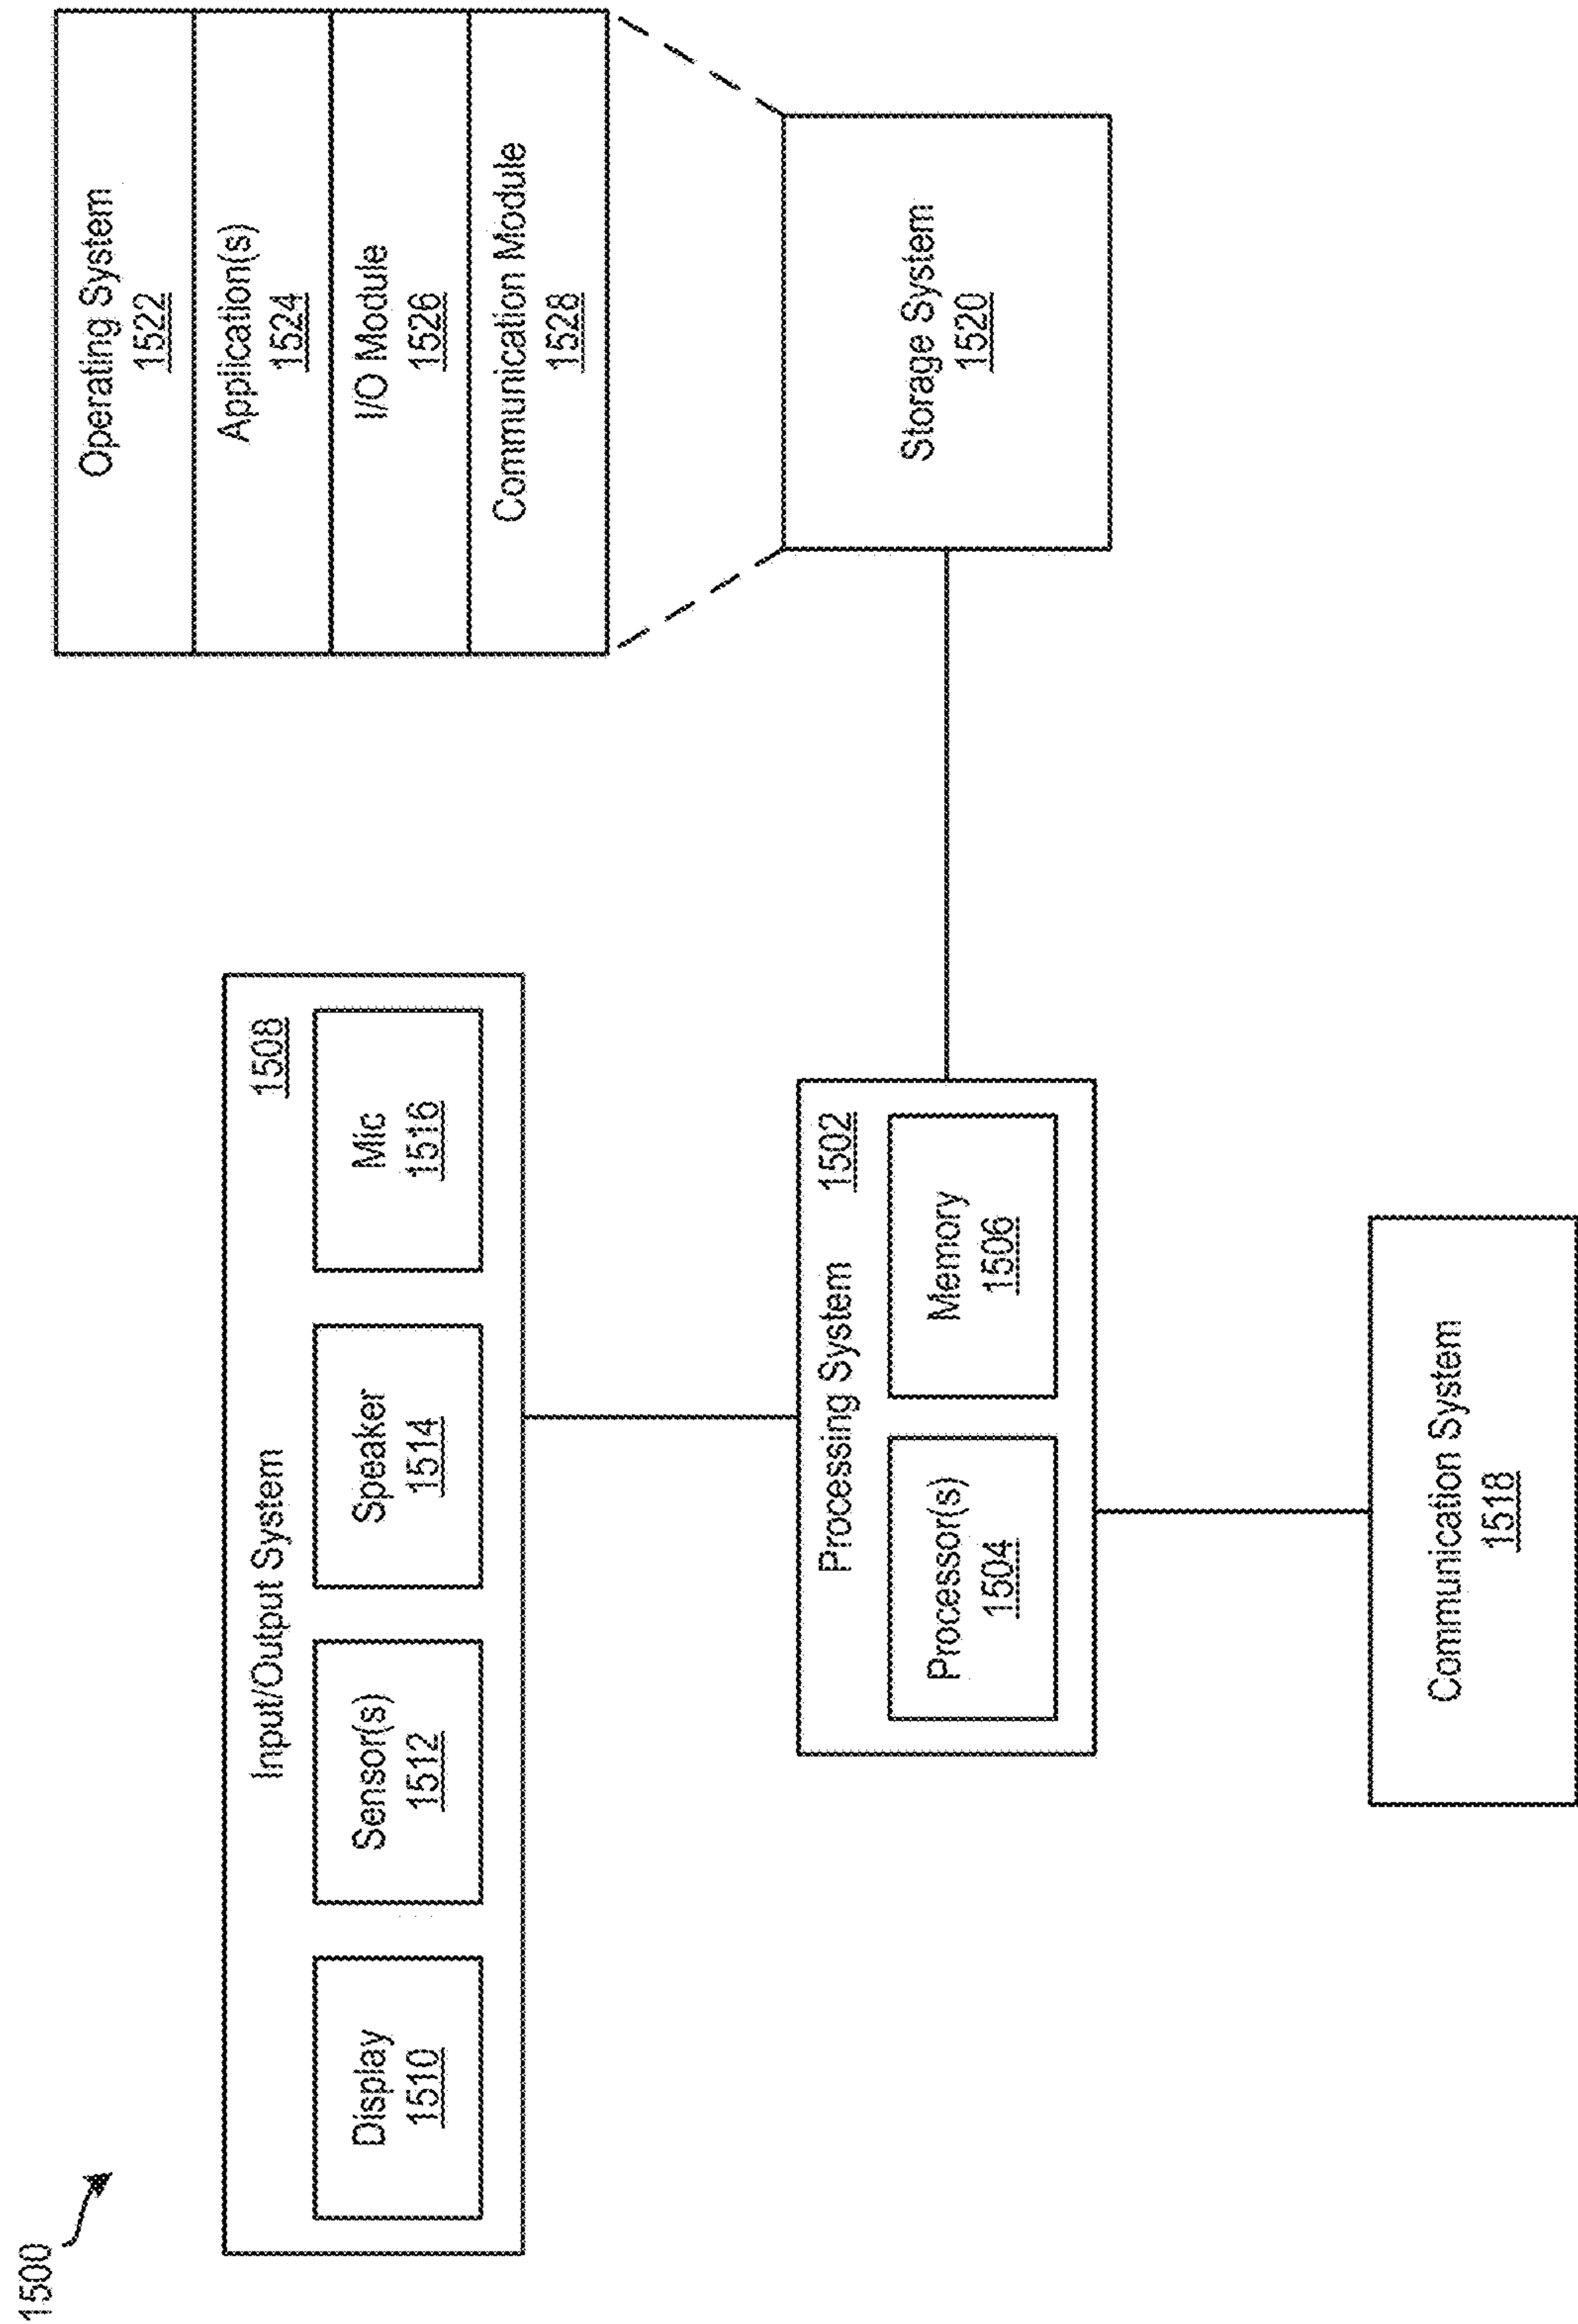 1500
Input/Output System
1508
Display
1510
Sensor(s)
1512
Speaker
1514
Mic
1516
Processing System
1502
Processor(s)
1504
Memory
1506
Communication System
1518
Operating System
1522
Application(s)
1524
I/O Module
1526
Communication Module
1528
Storage System
1520